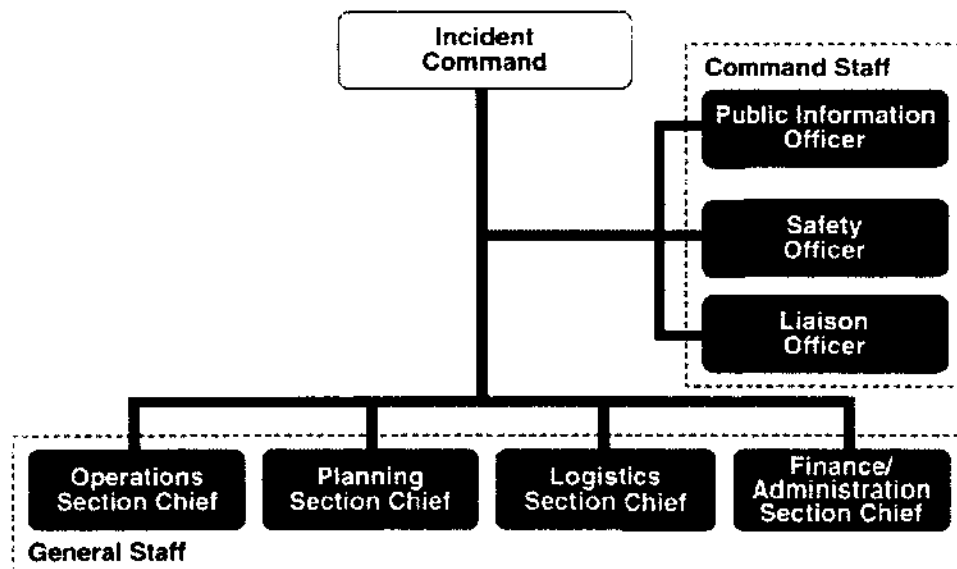 Incident
Command
Command Staff
Public Information
Officer
Safety
Officer
Liaison
Officer
Operations
Section Chief
Planning
Section Chief
Logistics
Section Chief
Finance/
Administration
Section Chief
General Staff